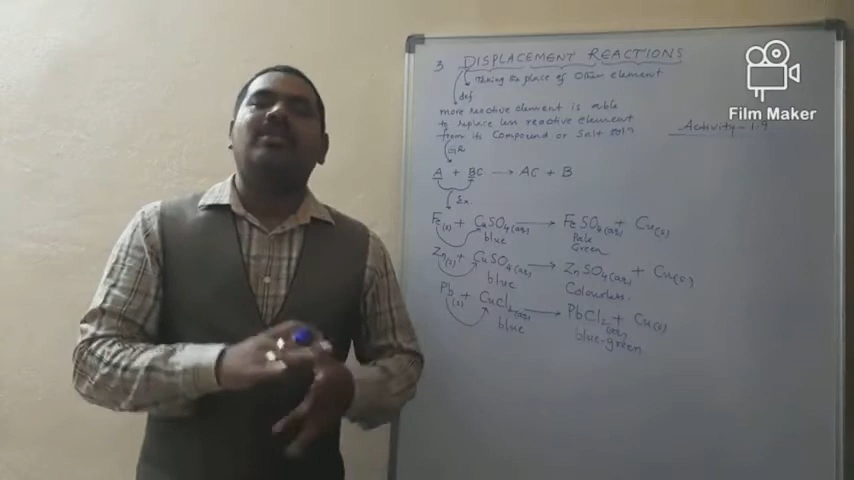 3 DISPLACEMENT REACTIONS
Taking the place of Other element
def
more reactive element is able
to replace less reactive element
from its Compound or Salt solⁿ
Activity-1.9
GR
A + BC → AC + B
Ex.
Fe(s) + CuSO4(aq) → FeSO4(aq) + Cu(s)
blue
Pale
Green
Zn(s) + CuSO4(aq) → ZnSO4(aq) + Cu(s)
blue
Colourless.
Pb(s) + CuCl2(aq) → PbCl2(aq) + Cu(s)
blue
blue-green
Film Maker